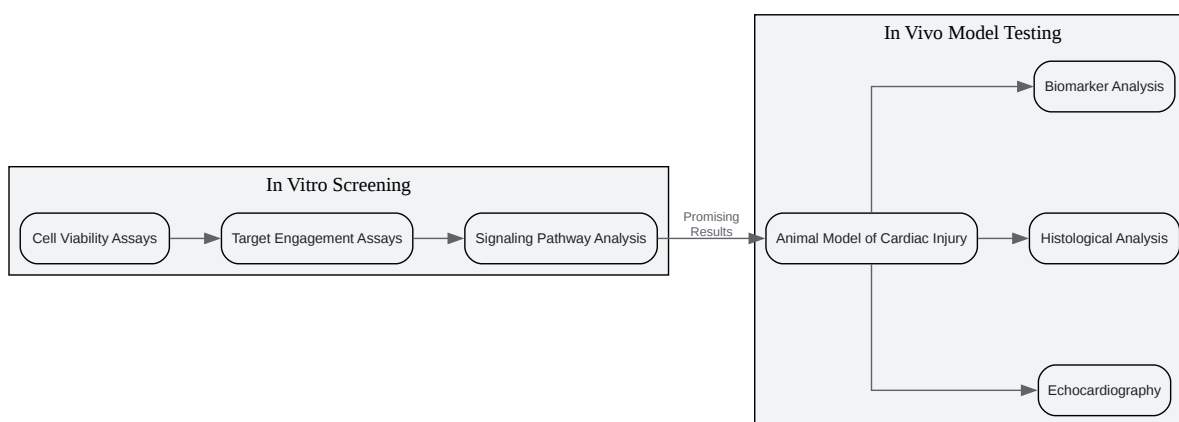 In Vitro Screening
Cell Viability Assays
Target Engagement Assays
Signaling Pathway Analysis
Promising
Results
In Vivo Model Testing
Animal Model of Cardiac Injury
Biomarker Analysis
Histological Analysis
Echocardiography